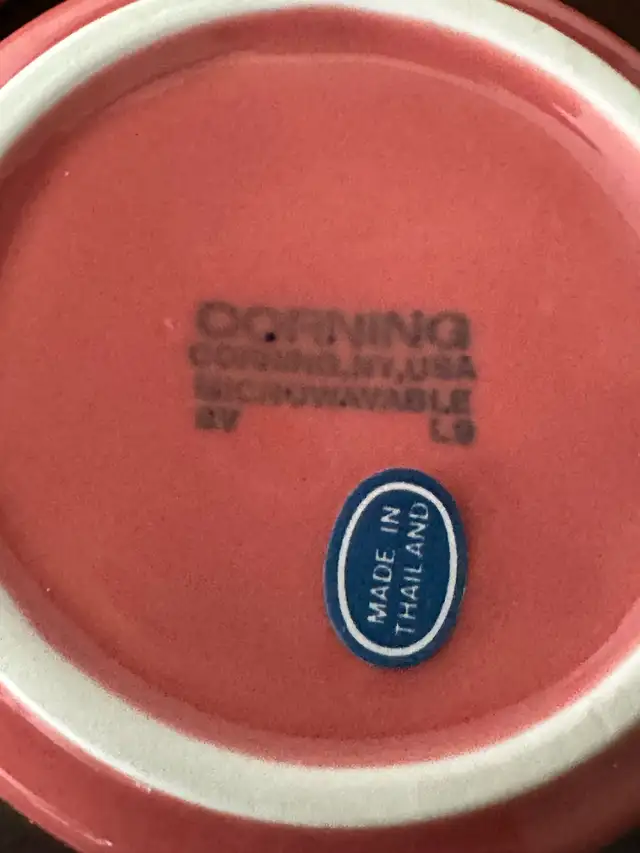 CORNING
CORNING, NY, USA
MICROWAVABLE
MADE IN
THAILAND